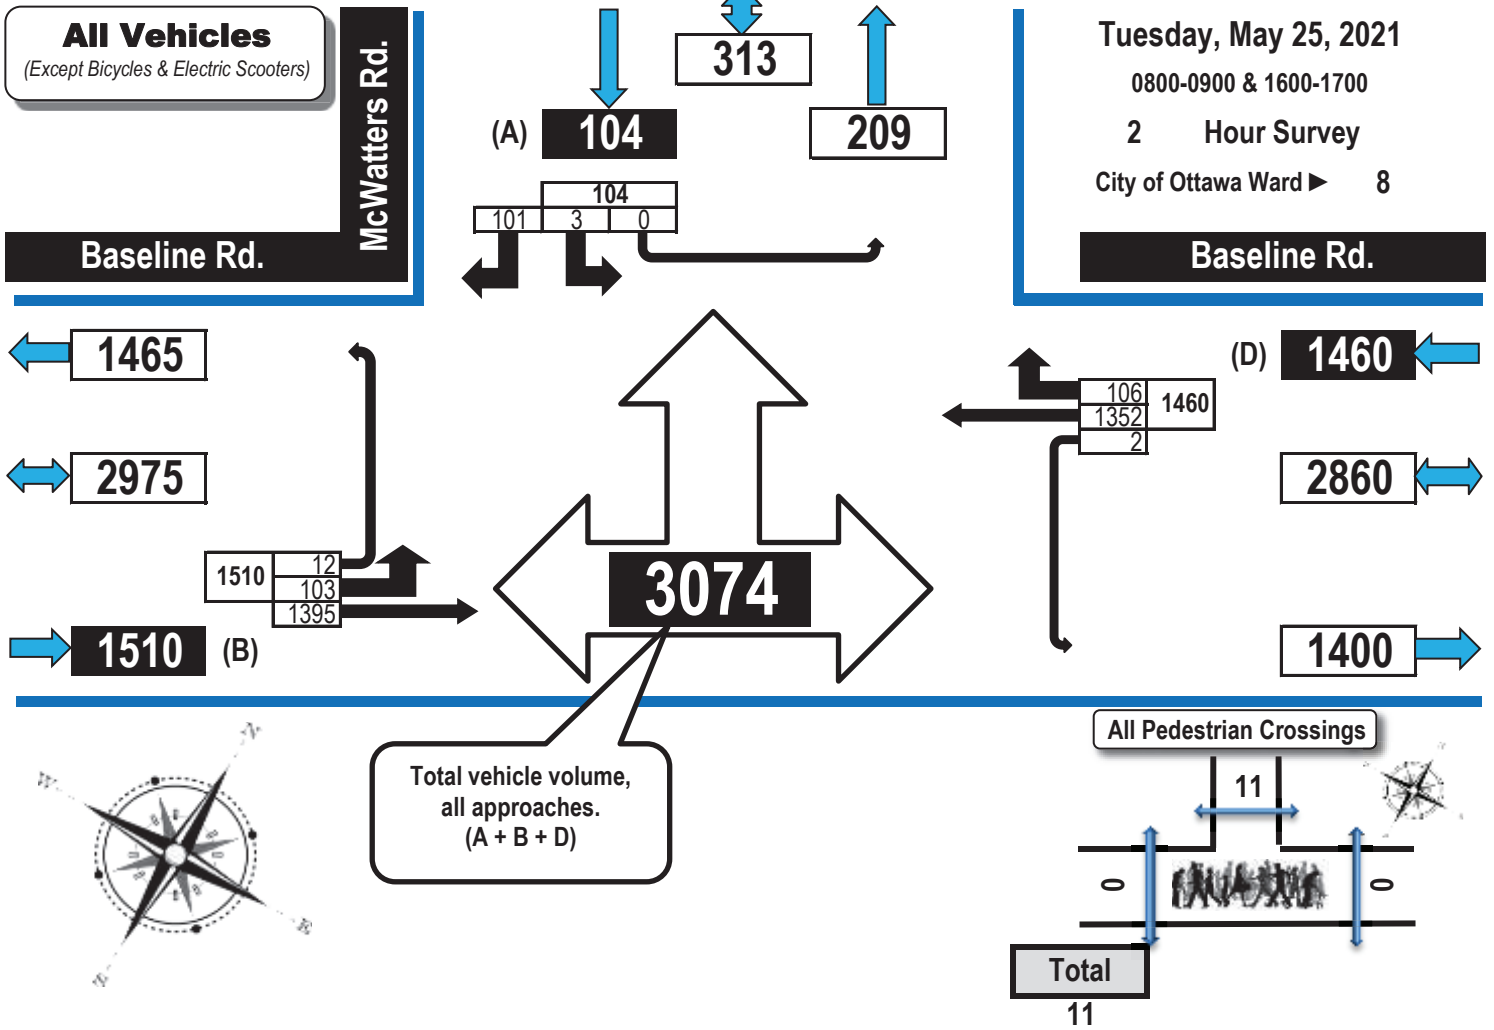 All Vehicles
(Except Bicycles & Electric Scooters)
McWatters Rd.
Baseline Rd.
313
(A) 104
209
104
101 3 0
Tuesday, May 25, 2021
0800-0900 & 1600-1700
2 Hour Survey
City of Ottawa Ward ► 8
Baseline Rd.
1465
2975
1510
12
103
1395
1510 (B)
(D) 1460
106
1352
2
1460
2860
1400
3074
Total vehicle volume,
all approaches.
(A + B + D)
N
W
E
S
All Pedestrian Crossings
11
0
0
Total
11